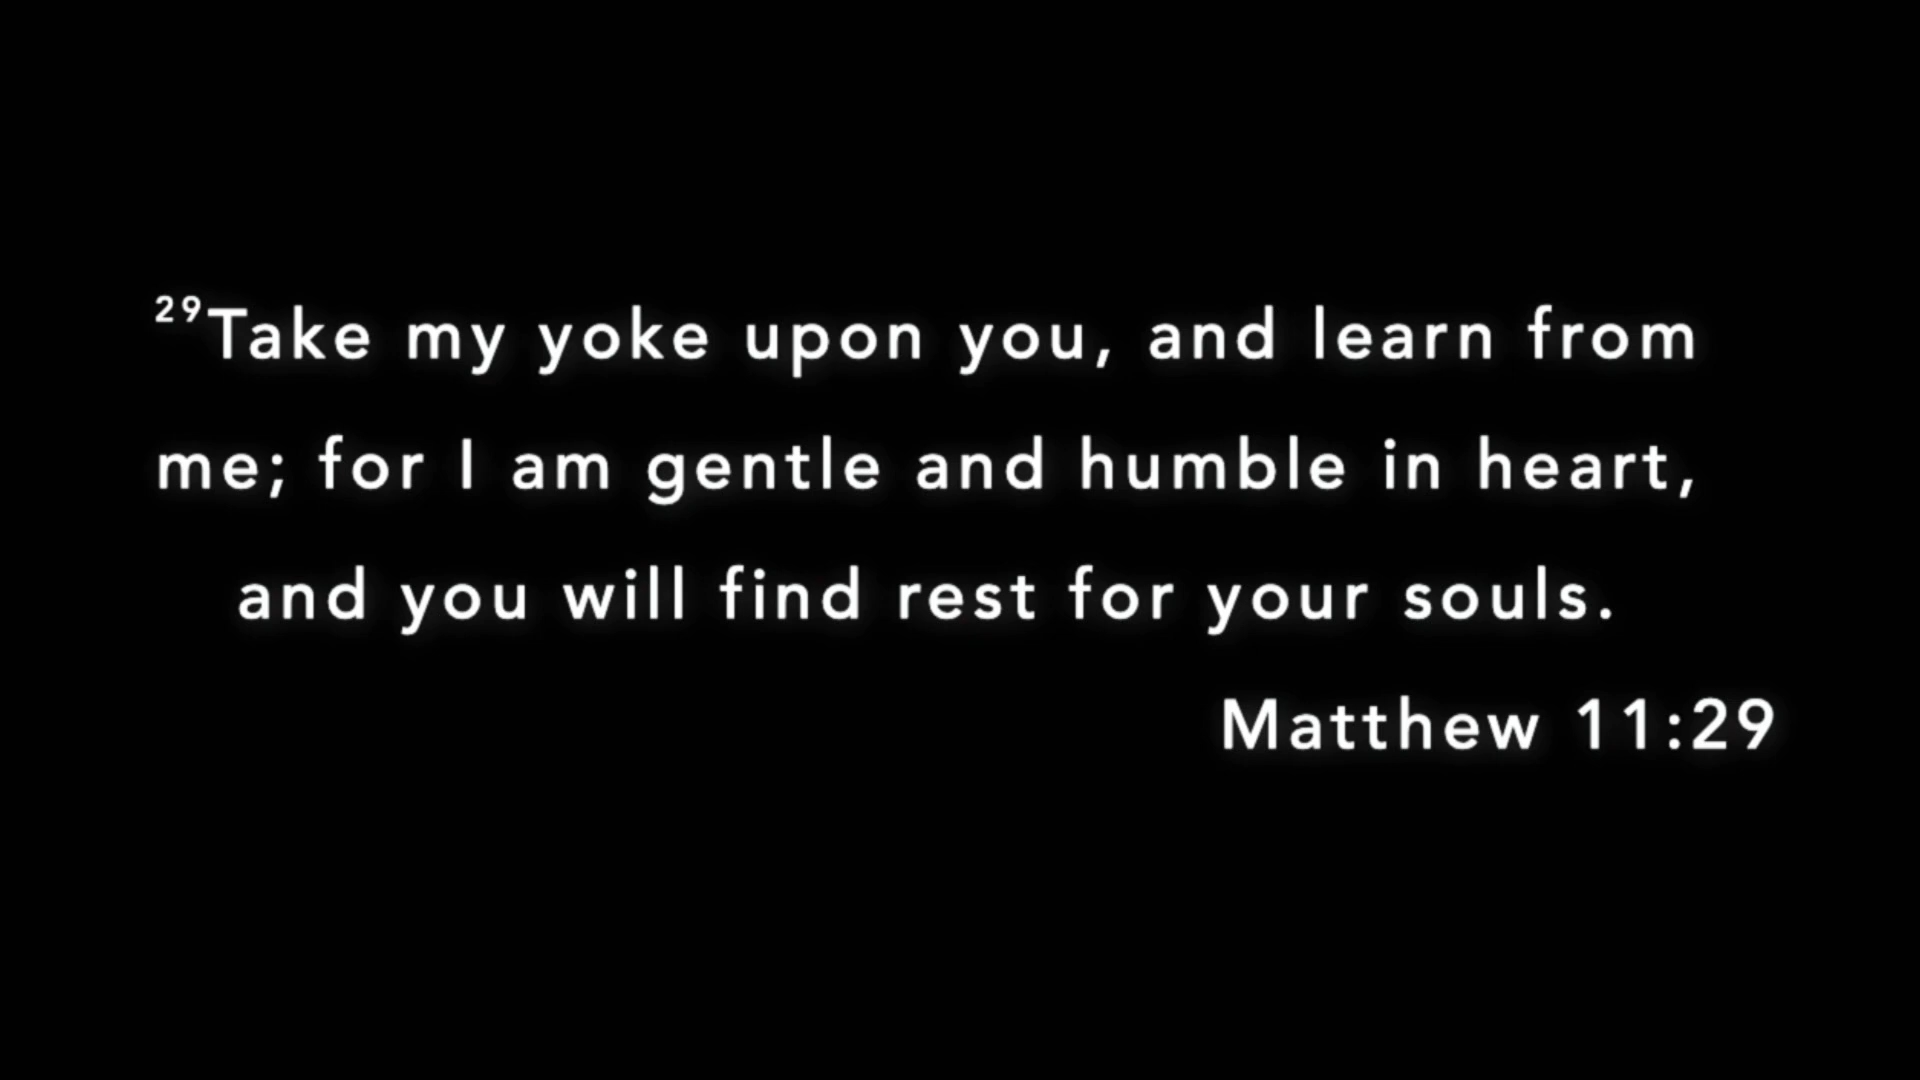 ²⁹Take my yoke upon you, and learn from
me; for I am gentle and humble in heart,
and you will find rest for your souls.
Matthew 11:29